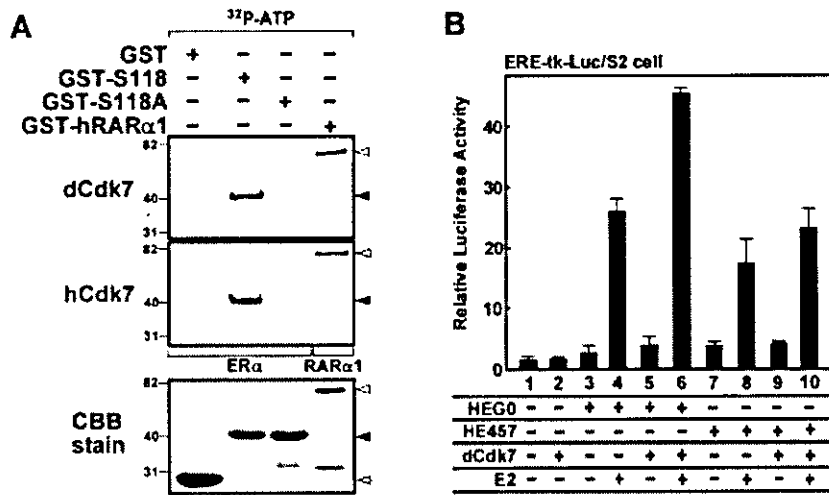 A
32P-ATP
GST + − − −
GST-S118 − + − −
GST-S118A − − + −
GST-hRARα1 − − − +
82
dCdk7
40
31
82
hCdk7
40
31
ERα RARα1
82
CBB
stain
40
31
B
ERE-tk-Luc/S2 cell
Relative Luciferase Activity
40
30
20
10
0
1 2 3 4 5 6 7 8 9 10
HEG0 − − + + + + − − − −
HE457 − − − − − − + + + +
dCdk7 − + − − + + − − + +
E2 − − − + − + − + − +